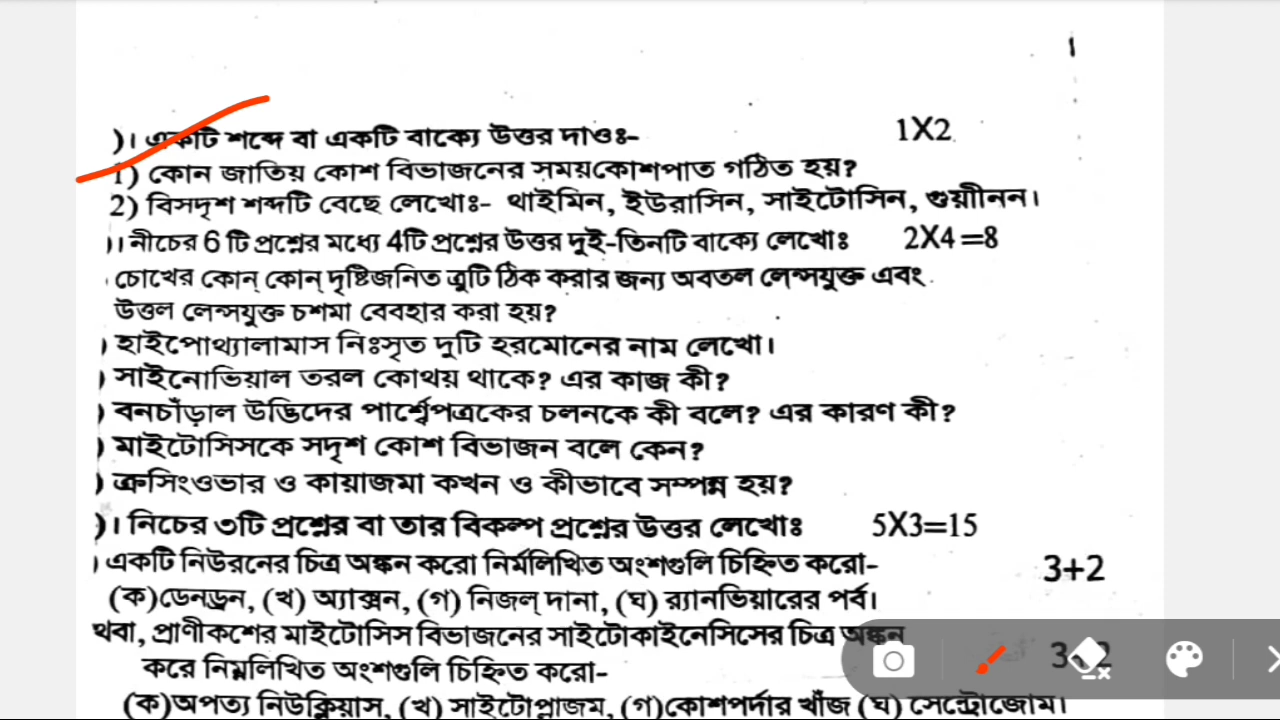 1
)। একটি শব্দে বা একটি বাক্যে উত্তর দাওঃ- 1X2
1) কোন জাতিয় কোশ বিভাজনের সময়কোশপাত গঠিত হয়?
2) বিসদৃশ শব্দটি বেছে লেখোঃ- থাইমিন, ইউরাসিন, সাইটোসিন, গুয়ানীনন।
)। নীচের 6 টি প্রশ্নের মধ্যে 4টি প্রশ্নের উত্তর দুই-তিনটি বাক্যে লেখোঃ 2X4=8
চোখের কোন্ কোন্ দৃষ্টিজনিত ত্রুটি ঠিক করার জন্য অবতল লেন্সযুক্ত এবং
উত্তল লেন্সযুক্ত চশমা বেবহার করা হয়?
) হাইপোথ্যালামাস নিঃসৃত দুটি হরমোনের নাম লেখো।
) সাইনোভিয়াল তরল কোথয় থাকে? এর কাজ কী?
) বনচাঁড়াল উদ্ভিদের পার্শ্বেপত্রকের চলনকে কী বলে? এর কারণ কী?
) মাইটোসিসকে সদৃশ কোশ বিভাজন বলে কেন?
) ক্রসিংওভার ও কায়াজমা কখন ও কীভাবে সম্পন্ন হয়?
)। নিচের ৩টি প্রশ্নের বা তার বিকল্প প্রশ্নের উত্তর লেখোঃ 5X3=15
। একটি নিউরনের চিত্র অঙ্কন করো নির্মলিখিত অংশগুলি চিহ্নিত করো- 3+2
(ক)ডেনড্রন, (খ) অ্যাক্সন, (গ) নিজল্ দানা, (ঘ) র‍্যানভিয়ারের পর্ব।
থবা, প্রাণীকশের মাইটোসিস বিভাজনের সাইটোকাইনেসিসের চিত্র অঙ্কন
করে নিম্নলিখিত অংশগুলি চিহ্নিত করো-
(ক)অপত্য নিউক্লিয়াস, (খ) সাইটোপ্লাজম, (গ)কোশপর্দার খাঁজ (ঘ) সেন্ট্রোজোম।